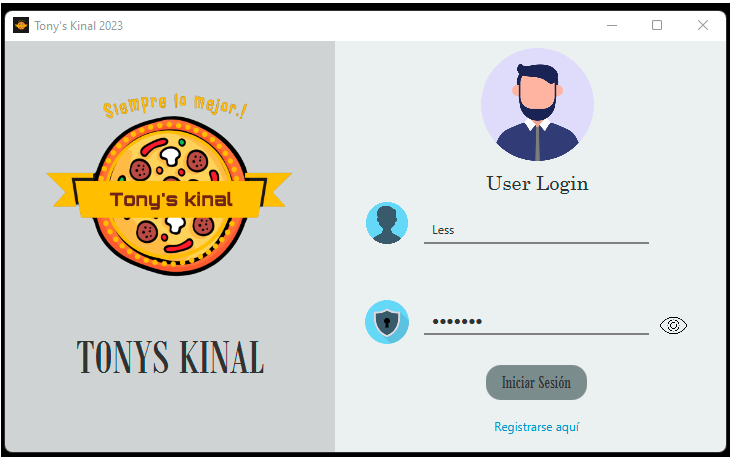 Tony's Kinal 2023
Siempre lo mejor.!
Tony's kinal
TONYS KINAL
User Login
Less
•••••••
Iniciar Sesión
Registrarse aquí